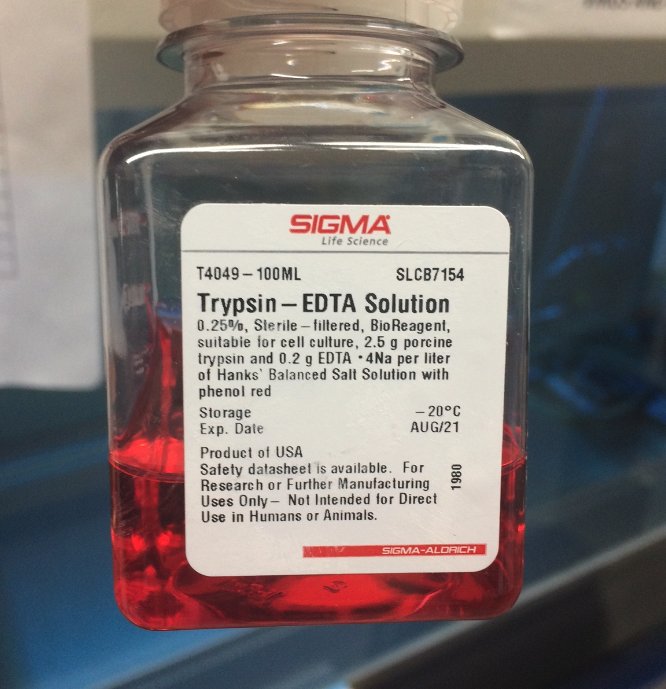 SIGMA
Life Science
T4049-100ML SLCB7154
Trypsin-EDTA Solution
0.25%, Sterile-filtered, BioReagent,
suitable for cell culture, 2.5 g porcine
trypsin and 0.2 g EDTA • 4Na per liter
of Hanks' Balanced Salt Solution with
phenol red
Storage -20°C
Exp. Date AUG/21
Product of USA
Safety datasheet is available. For
Research or Further Manufacturing
Uses Only- Not Intended for Direct
Use in Humans or Animals.
1980
SIGMA-ALDRICH